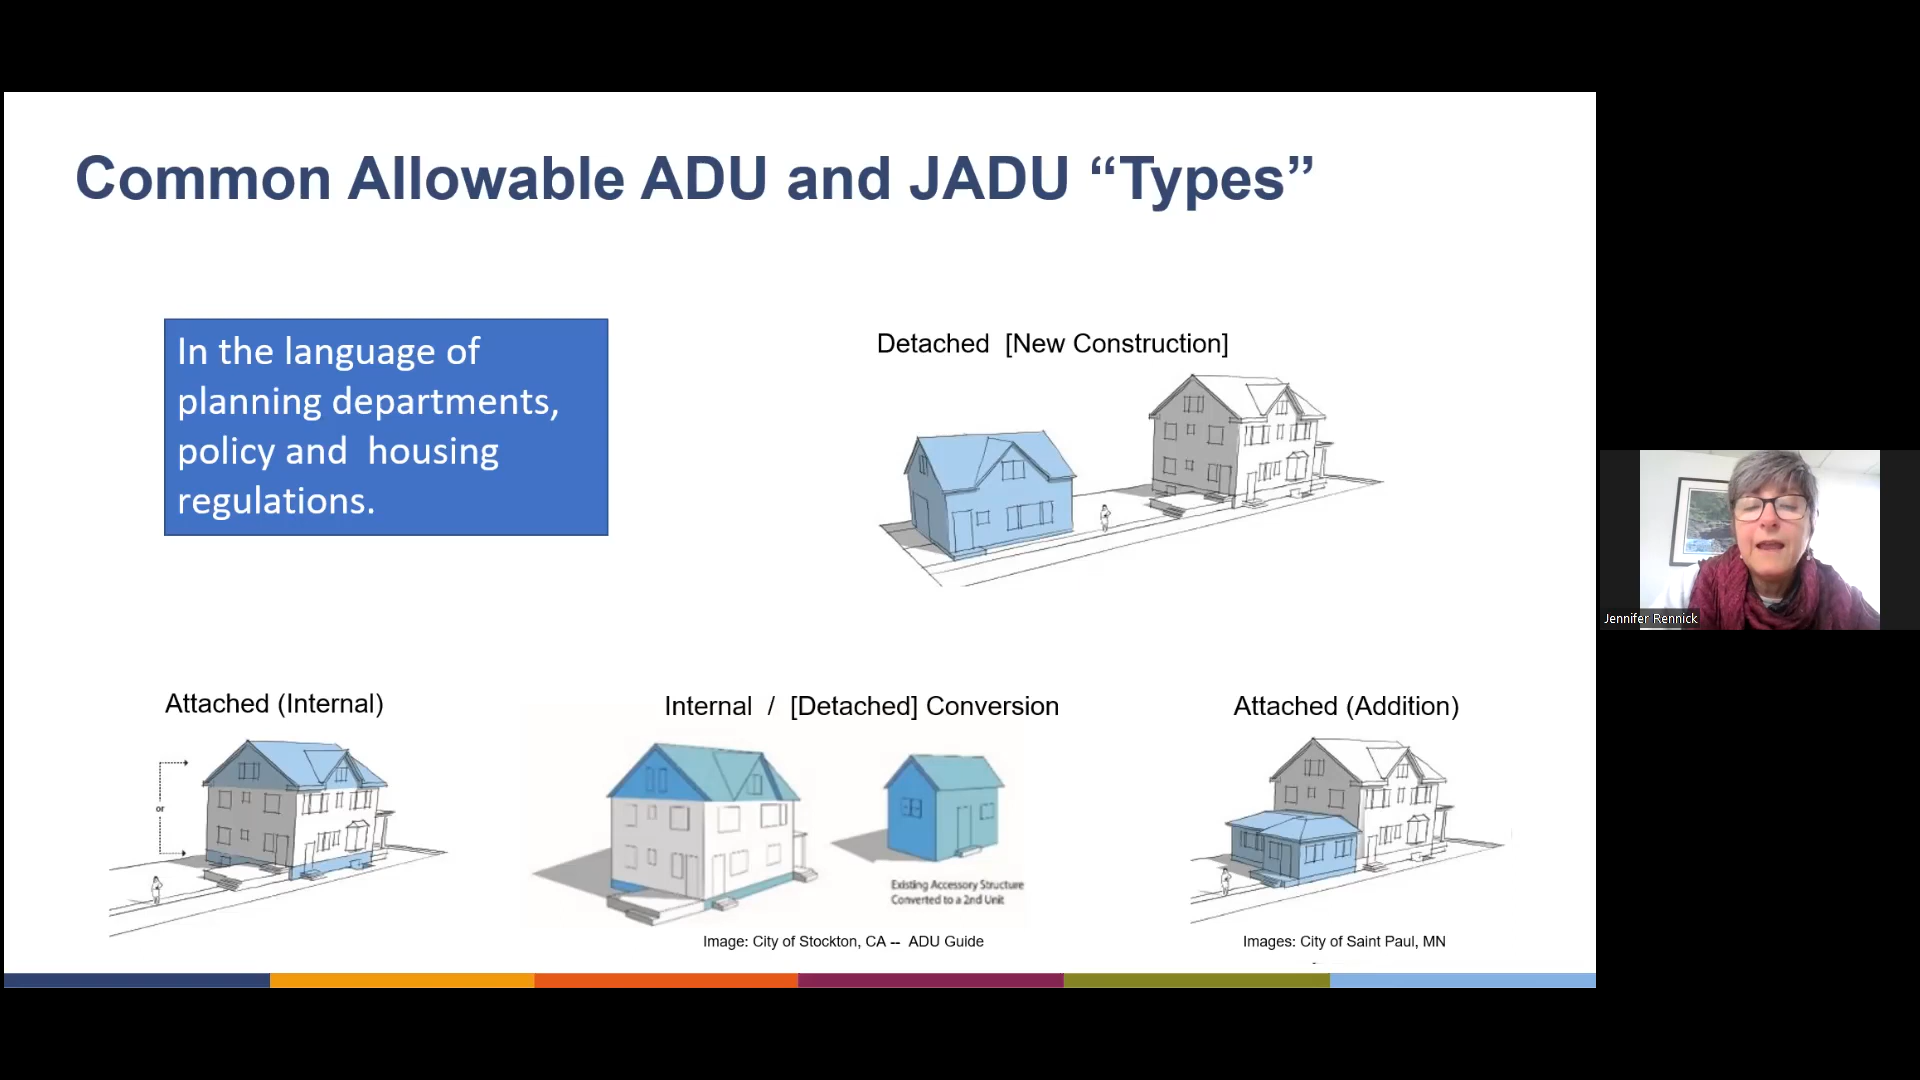 Common Allowable ADU and JADU “Types”
In the language of
planning departments,
policy and  housing
regulations.
Detached  [New Construction]
Jennifer Rennick
Attached (Internal)
or
Internal  /  [Detached] Conversion
Existing Accessory Structure
Converted to a 2nd Unit
Image: City of Stockton, CA --  ADU Guide
Attached (Addition)
Images: City of Saint Paul, MN